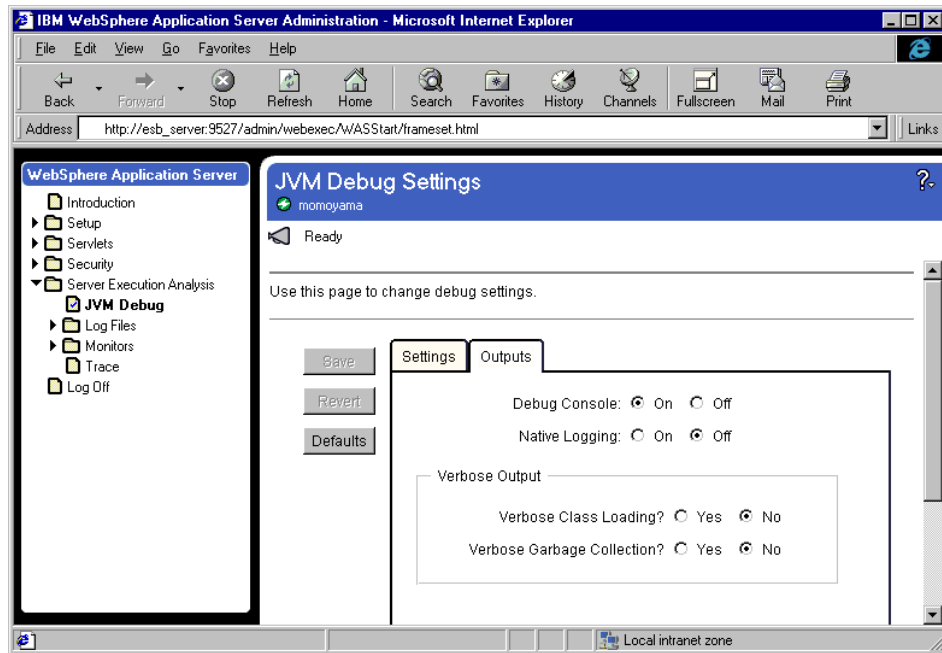 IBM WebSphere Application Server Administration - Microsoft Internet Explorer
File Edit View Go Favorites Help
Back Forward Stop Refresh Home Search Favorites History Channels Fullscreen Mail Print
Address http://esb_server:9527/admin/webexec/WASStart/frameset.html Links
WebSphere Application Server
Introduction
Setup
Servlets
Security
Server Execution Analysis
JVM Debug
Log Files
Monitors
Trace
Log Off
JVM Debug Settings
momoyama
Ready
Use this page to change debug settings.
Save
Revert
Defaults
Settings Outputs
Debug Console: On Off
Native Logging: On Off
Verbose Output
Verbose Class Loading? Yes No
Verbose Garbage Collection? Yes No
Local intranet zone